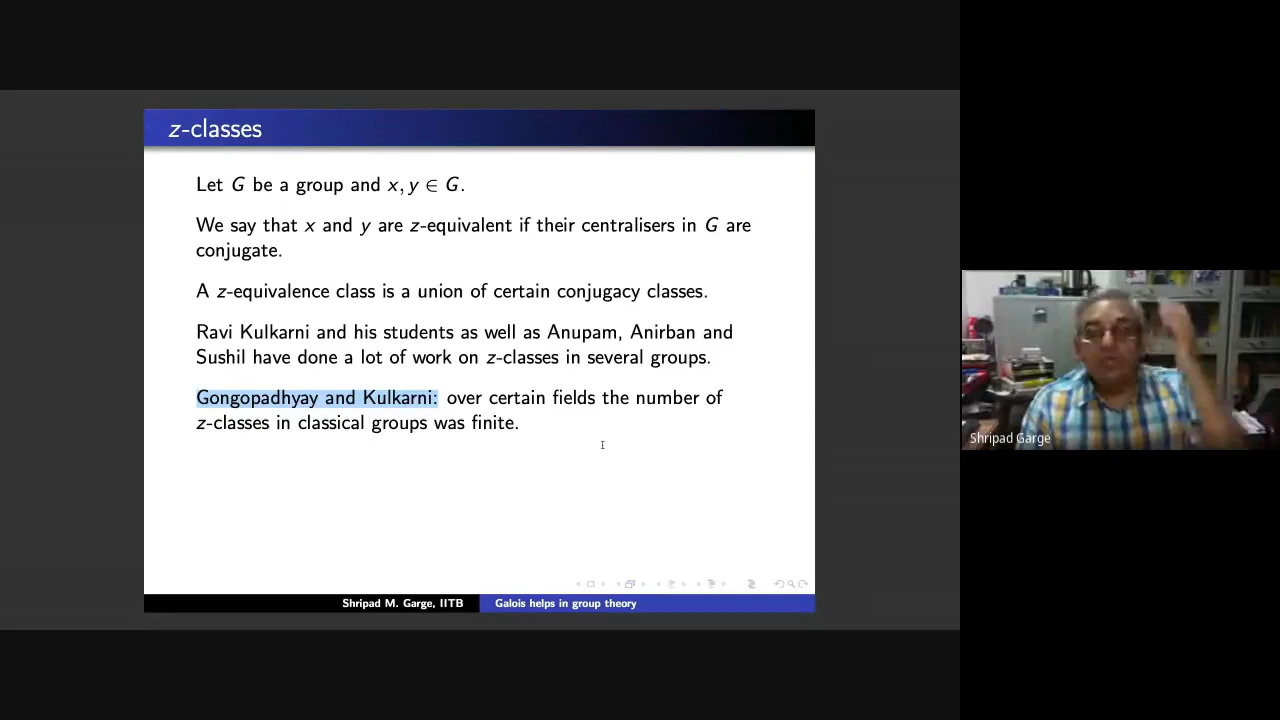 z-classes
Let G be a group and x, y ∈ G.
We say that x and y are z-equivalent if their centralisers in G are
conjugate.
A z-equivalence class is a union of certain conjugacy classes.
Ravi Kulkarni and his students as well as Anupam, Anirban and
Sushil have done a lot of work on z-classes in several groups.
Gongopadhyay and Kulkarni: over certain fields the number of
z-classes in classical groups was finite.
Shripad M. Garge, IITB
Galois helps in group theory
Shripad Garge